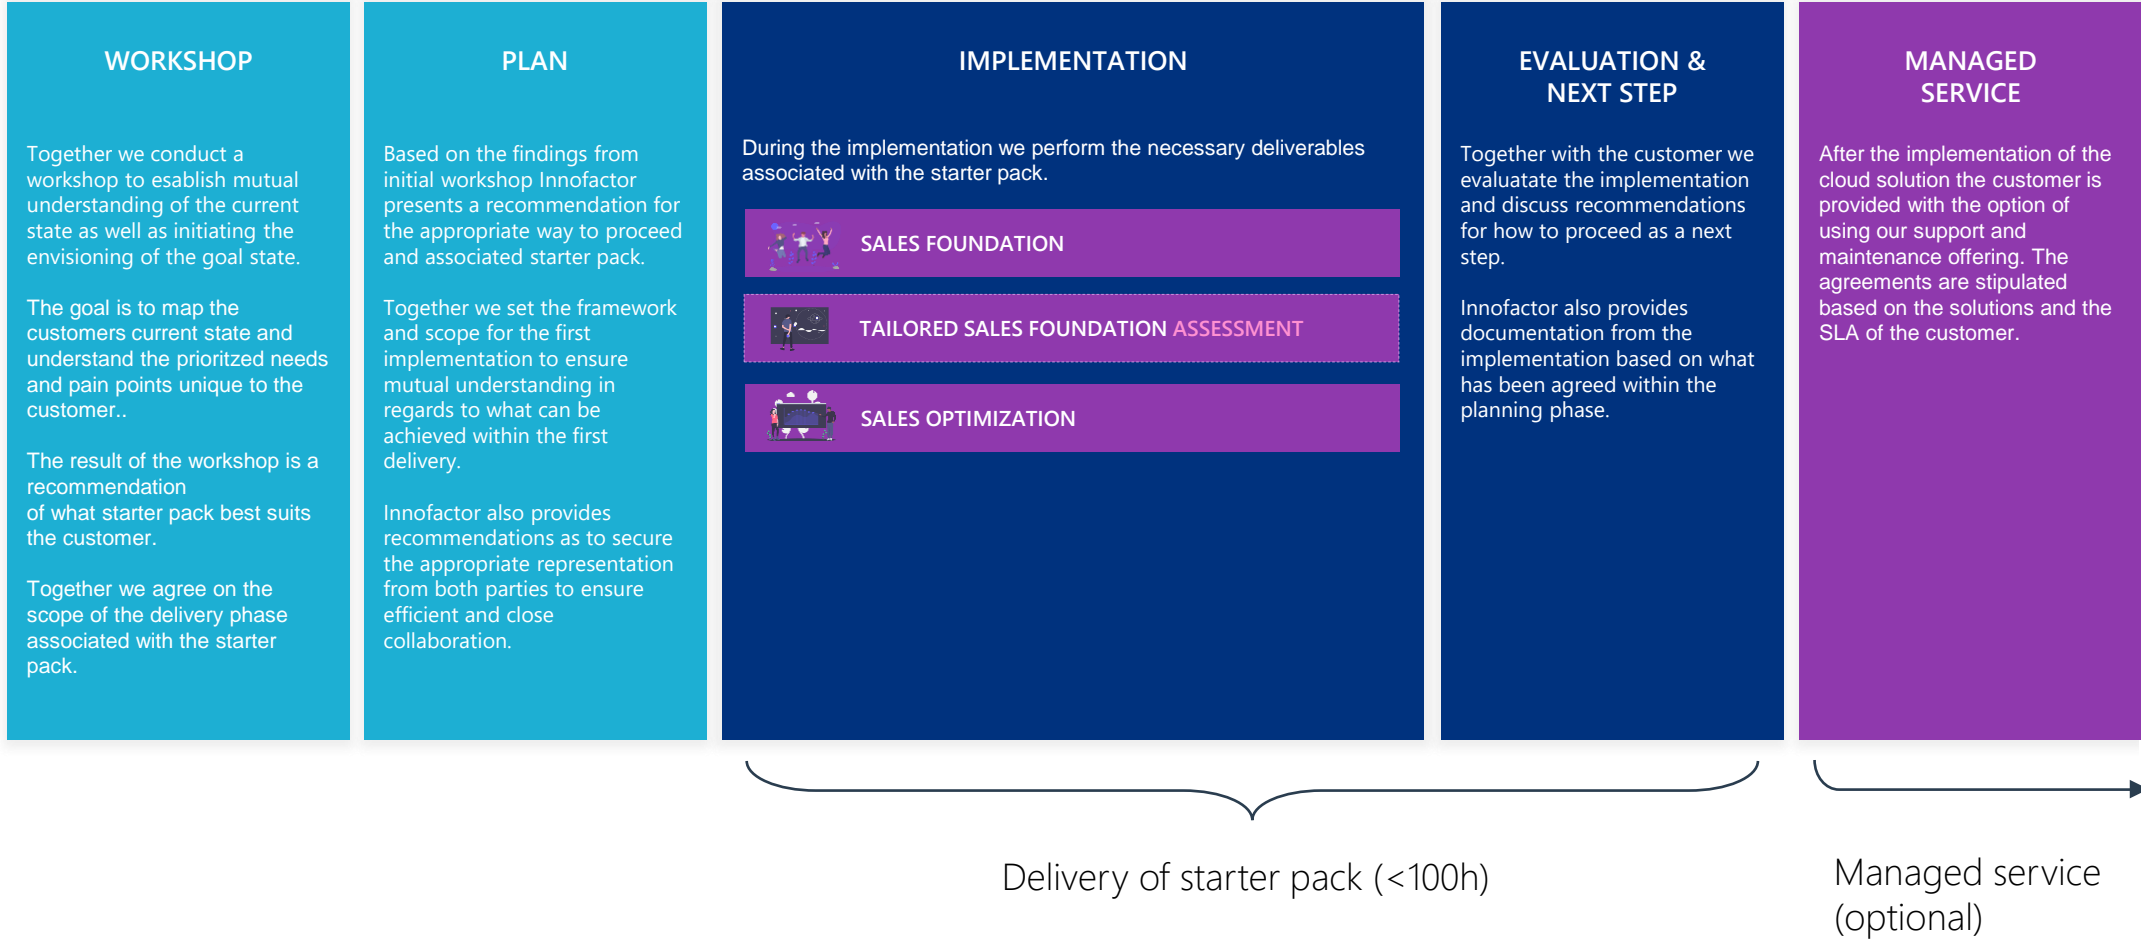 WORKSHOP
Together we conduct a
workshop to esablish mutual
understanding of the current
state as well as initiating the
envisioning of the goal state.
The goal is to map the
customers current state and
understand the prioritzed needs
and pain points unique to the
customer..
The result of the workshop is a
recommendation
of what starter pack best suits
the customer.
Together we agree on the
scope of the delivery phase
associated with the starter
pack.
PLAN
Based on the findings from
initial workshop Innofactor
presents a recommendation for
the appropriate way to proceed
and associated starter pack.
Together we set the framework
and scope for the first
implementation to ensure
mutual understanding in
regards to what can be
achieved within the first
delivery.
Innofactor also provides
recommendations as to secure
the appropriate representation
from both parties to ensure
efficient and close
collaboration.
IMPLEMENTATION
During the implementation we perform the necessary deliverables
associated with the starter pack.
SALES FOUNDATION
TAILORED SALES FOUNDATION ASSESSMENT
SALES OPTIMIZATION
EVALUATION &
NEXT STEP
Together with the customer we
evaluatate the implementation
and discuss recommendations
for how to proceed as a next
step.
Innofactor also provides
documentation from the
implementation based on what
has been agreed within the
planning phase.
MANAGED
SERVICE
After the implementation of the
cloud solution the customer is
provided with the option of
using our support and
maintenance offering. The
agreements are stipulated
based on the solutions and the
SLA of the customer.
Delivery of starter pack (<100h)
Managed service
(optional)